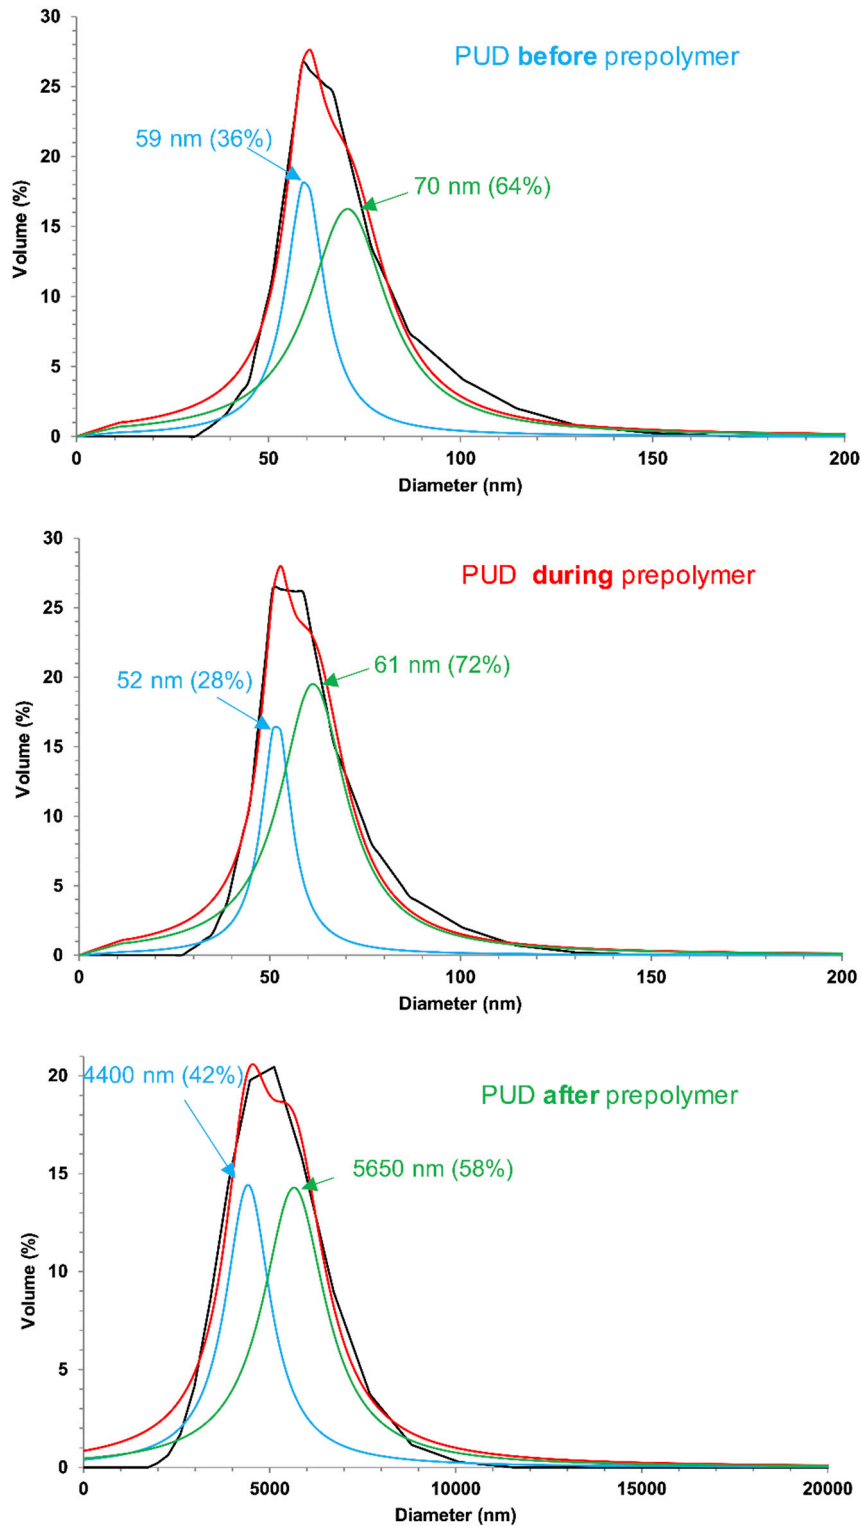 30
PUD before prepolymer
25
59 nm (36%)
20
70 nm (64%)
15
Volume (%)
10
5
0
0 50 100 150 200
Diameter (nm)
30
PUD during prepolymer
25
61 nm (72%)
52 nm (28%)
20
15
Volume (%)
10
5
0
0 50 100 150 200
Diameter (nm)
20
4400 nm (42%)
PUD after prepolymer
5650 nm (58%)
15
Volume (%)
10
5
0
0 5000 10000 15000 20000
Diameter (nm)